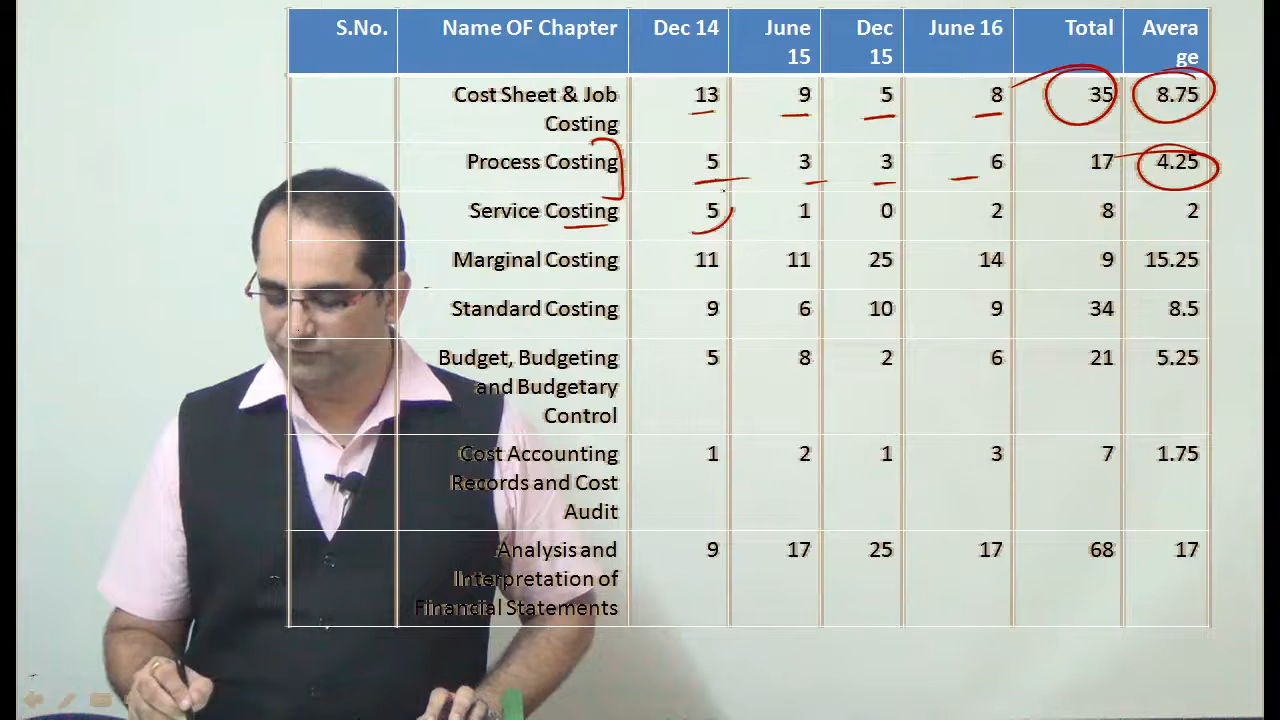 S.No. Name OF Chapter Dec 14 June 15 Dec 15 June 16 Total Avera
ge
Cost Sheet & Job
Costing 13 9 5 8 35 8.75
Process Costing 5 3 3 6 17 4.25
Service Costing 5 1 0 2 8 2
Marginal Costing 11 11 25 14 9 15.25
Standard Costing 9 6 10 9 34 8.5
Budget, Budgeting
and Budgetary
Control 5 8 2 6 21 5.25
Cost Accounting
Records and Cost
Audit 1 2 1 3 7 1.75
Analysis and
Interpretation of
Financial Statements 9 17 25 17 68 17